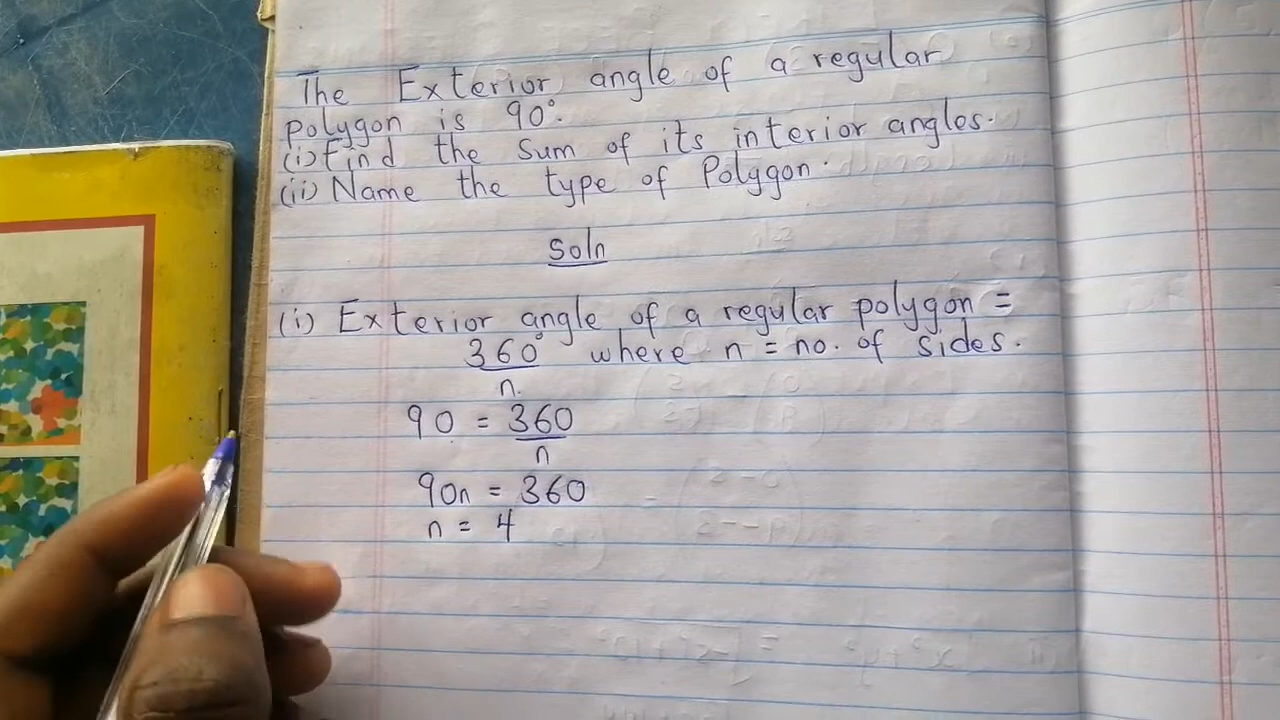 The Exterior angle of a regular
polygon is 90°.
(i) Find the sum of its interior angles.
(ii) Name the type of Polygon.
Soln
(i) Exterior angle of a regular polygon =
360° where n = no. of sides.
n.
90 = 360
n
90n = 360
n = 4